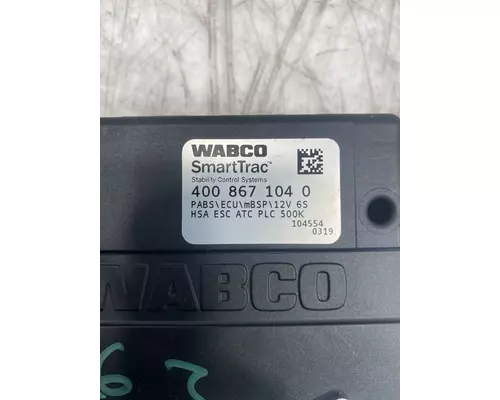 WABCO
SmartTrac™
Stability Control Systems
400 867 104 0
PABS\ECU\mBSP\12V 6S
HSA ESC ATC PLC 500K
104554
0319
WABCO